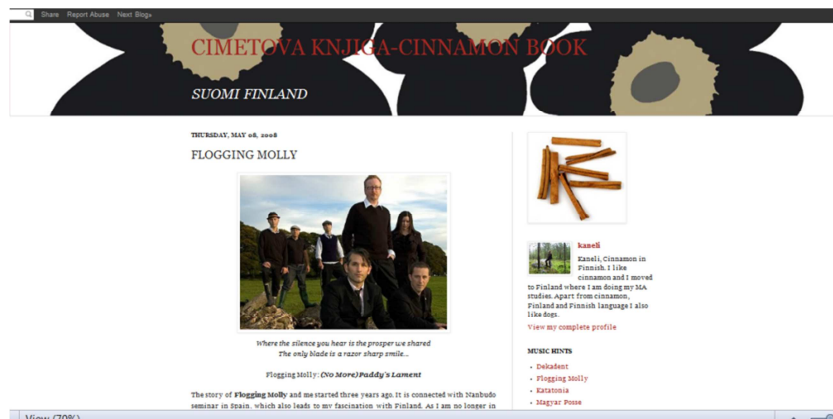 Share Report Abuse Next Blog»
CIMETOVA KNJIGA-CINNAMON BOOK
SUOMI FINLAND
THURSDAY, MAY 08, 2008
FLOGGING MOLLY
Where the silence you hear is the prosper we shared
The only blade is a razor sharp smile...
Flogging Molly: (No More) Paddy's Lament
The story of Flogging Molly and me started three years ago. It is connected with Nanbudo
seminar in Spain, which also leads to my fascination with Finland. As I am no longer in
kaneli
Kaneli, Cinnamon in
Finnish. I like
cinnamon and I moved
to Finland where I am doing my MA
studies. Apart from cinnamon,
Finland and Finnish language I also
like dogs.
View my complete profile
MUSIC HINTS
Dekadent
Flogging Molly
Katatonia
Magyar Posse
View (70%)